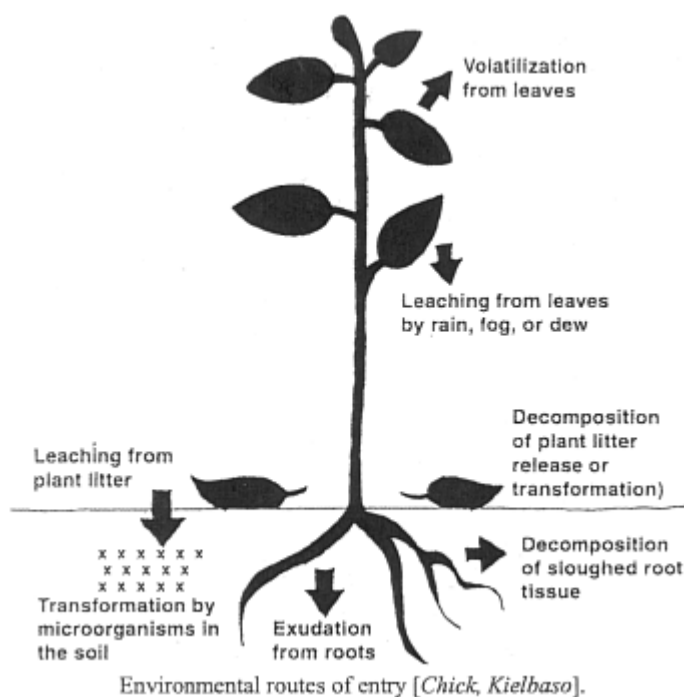 Volatilization
from leaves
Leaching from leaves
by rain, fog, or dew
Decomposition
of plant litter
release or
transformation)
Leaching from
plant litter
x x x x x x
x x x x x
x x x x x
Decomposition
of sloughed root
tissue
Transformation by
microorganisms in
the soil
Exudation
from roots
Environmental routes of entry [Chick, Kielbaso].